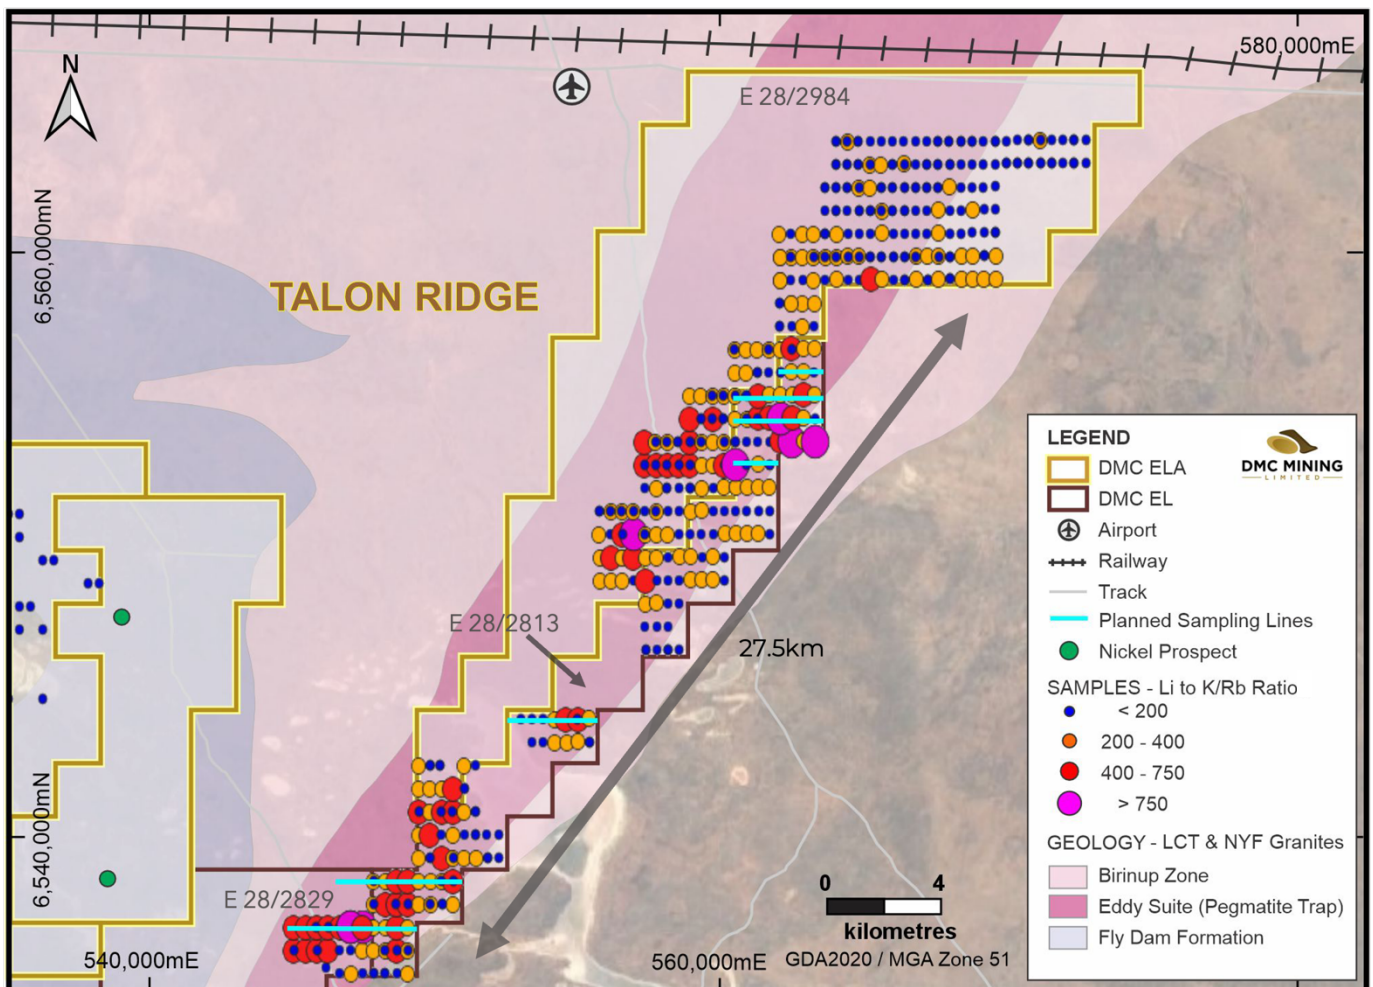 580,000mE
N
E 28/2984
6,560,000mN
TALON RIDGE
LEGEND
DMC MINING
LIMITED
DMC ELA
DMC EL
Airport
Railway
Track
Planned Sampling Lines
Nickel Prospect
SAMPLES - Li to K/Rb Ratio
< 200
200 - 400
400 - 750
> 750
GEOLOGY - LCT & NYF Granites
Birinup Zone
Eddy Suite (Pegmatite Trap)
Fly Dam Formation
E 28/2813
27.5km
6,540,000mN
E 28/2829
0 4
kilometres
540,000mE
560,000mE
GDA2020 / MGA Zone 51